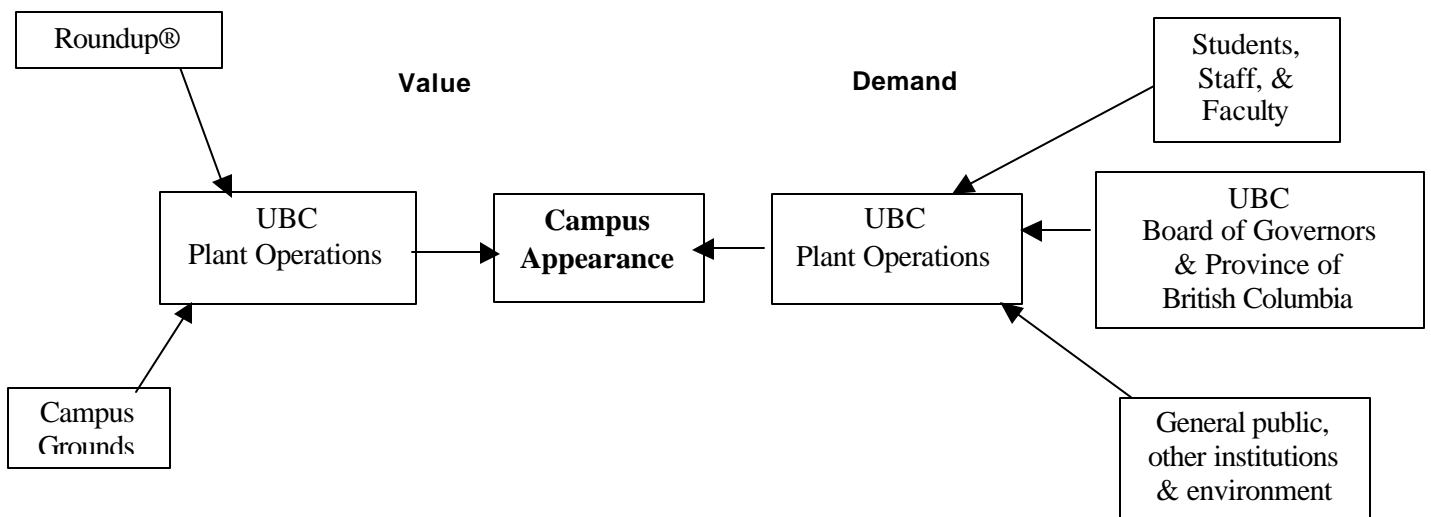 Roundup®
Value
Demand
Students,
Staff, &
Faculty
UBC
Plant Operations
Campus
Appearance
UBC
Plant Operations
UBC
Board of Governors
& Province of
British Columbia
Campus
Grounds
General public,
other institutions
& environment